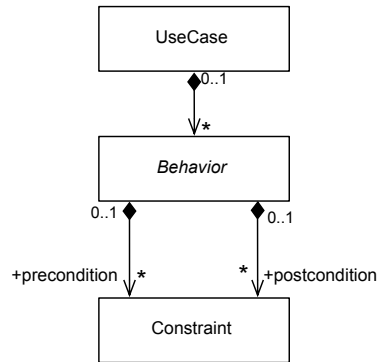 UseCase
0..1
*
Behavior
0..1
0..1
+precondition
*
*
+postcondition
Constraint